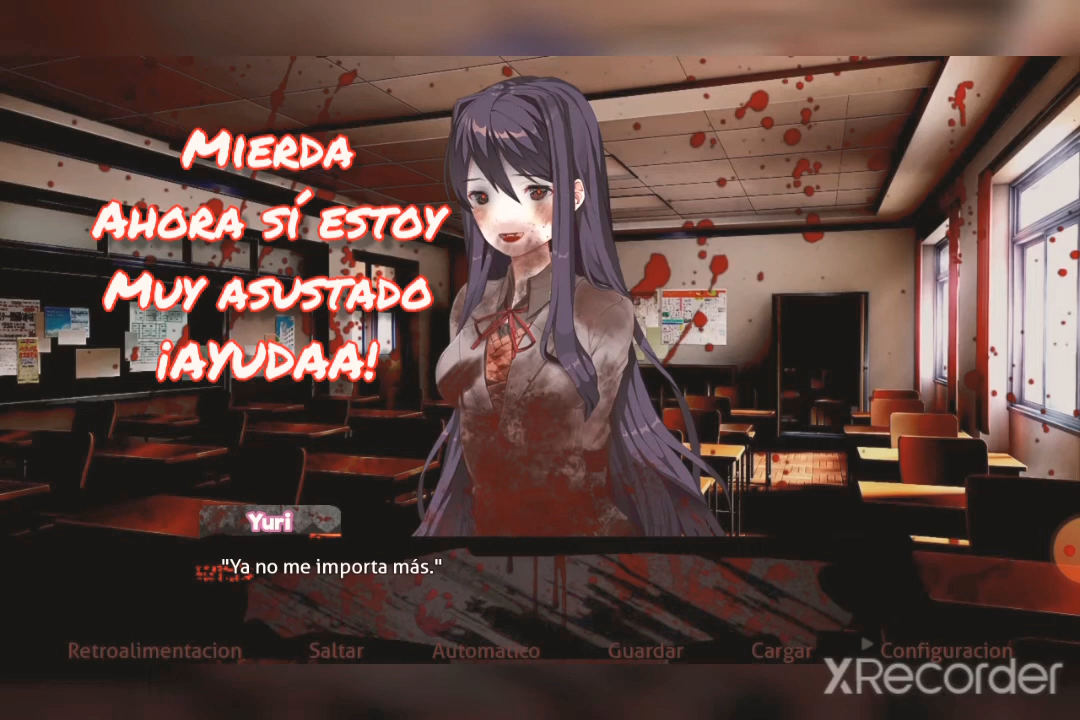 Mierda
Ahora sí estoy
Muy asustado
¡AYUDAA!
Yuri
"Ya no me importa más."
Retroalimentacion
Saltar
Automatico
Guardar
Cargar
Configuracion
XRecorder